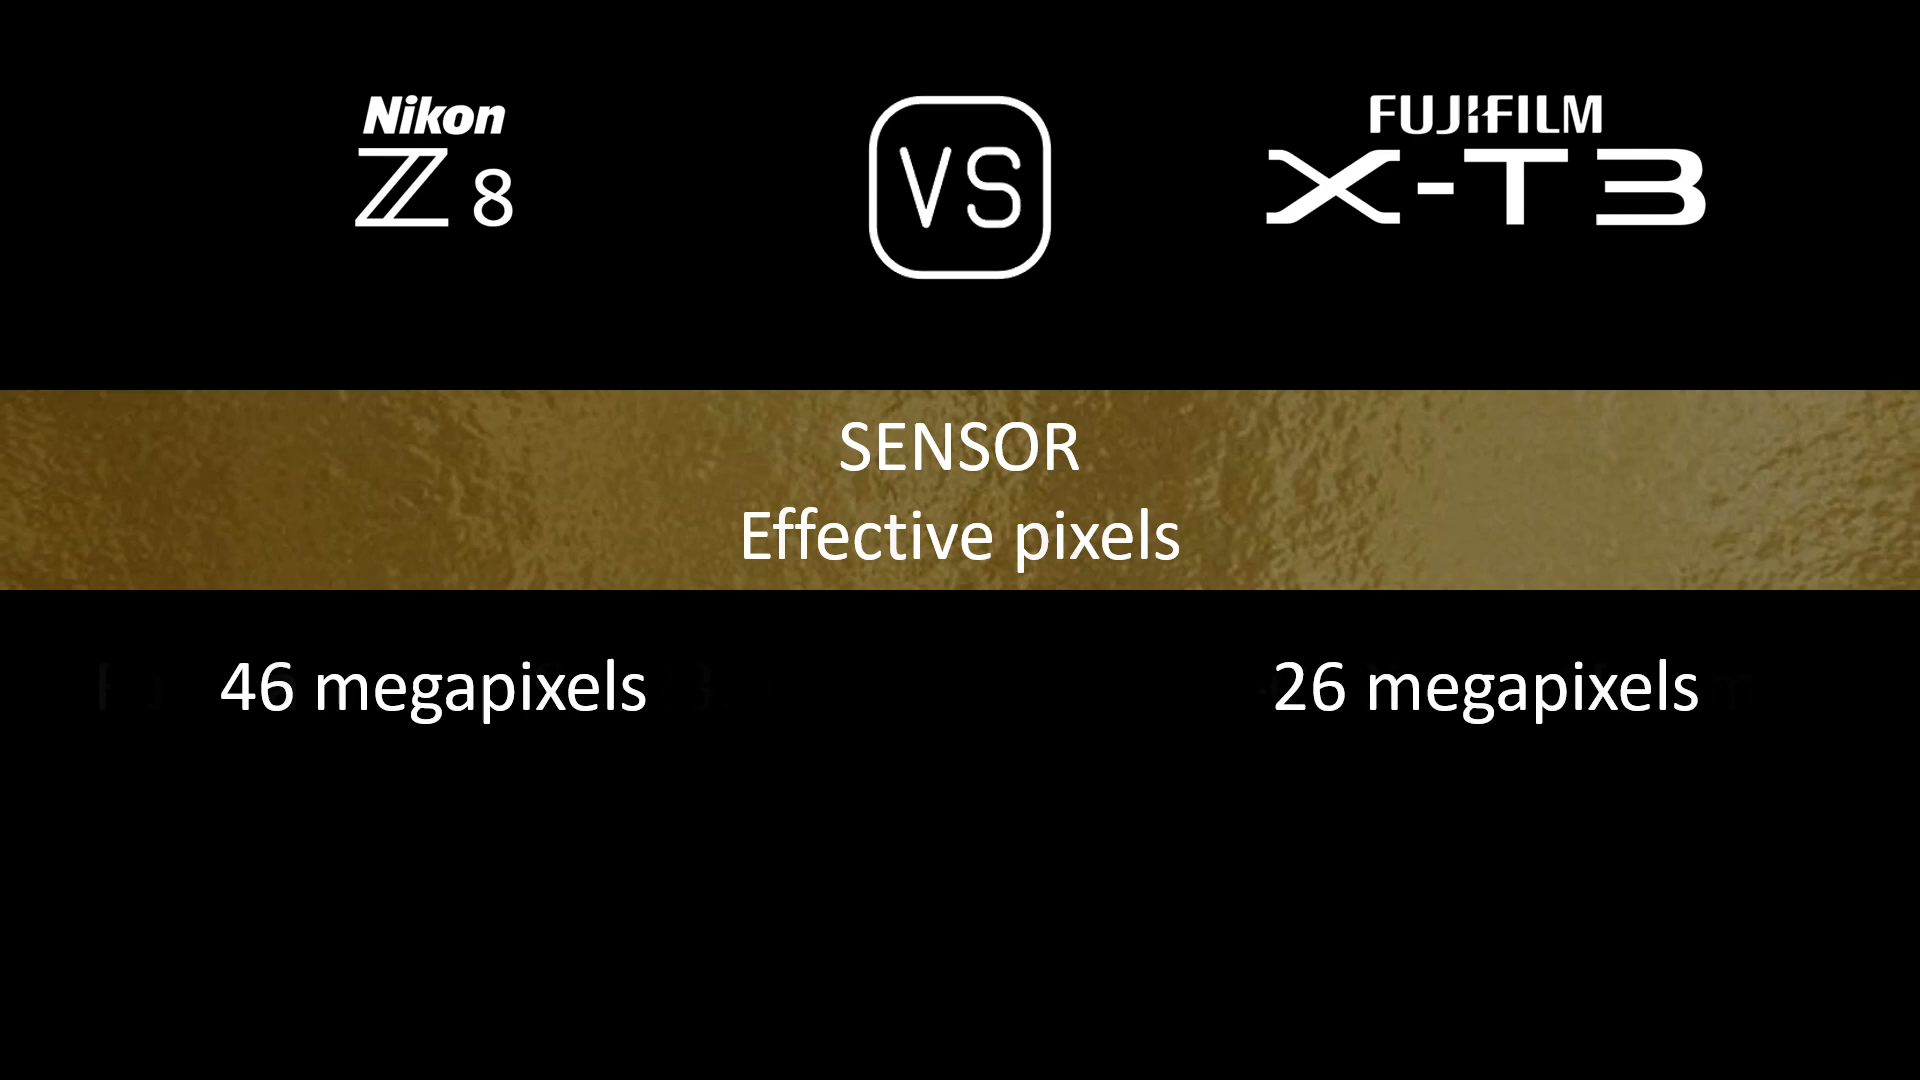 Nikon
Z 8
VS
FUJIFILM
X-T3
SENSOR
Effective pixels
46 megapixels
26 megapixels